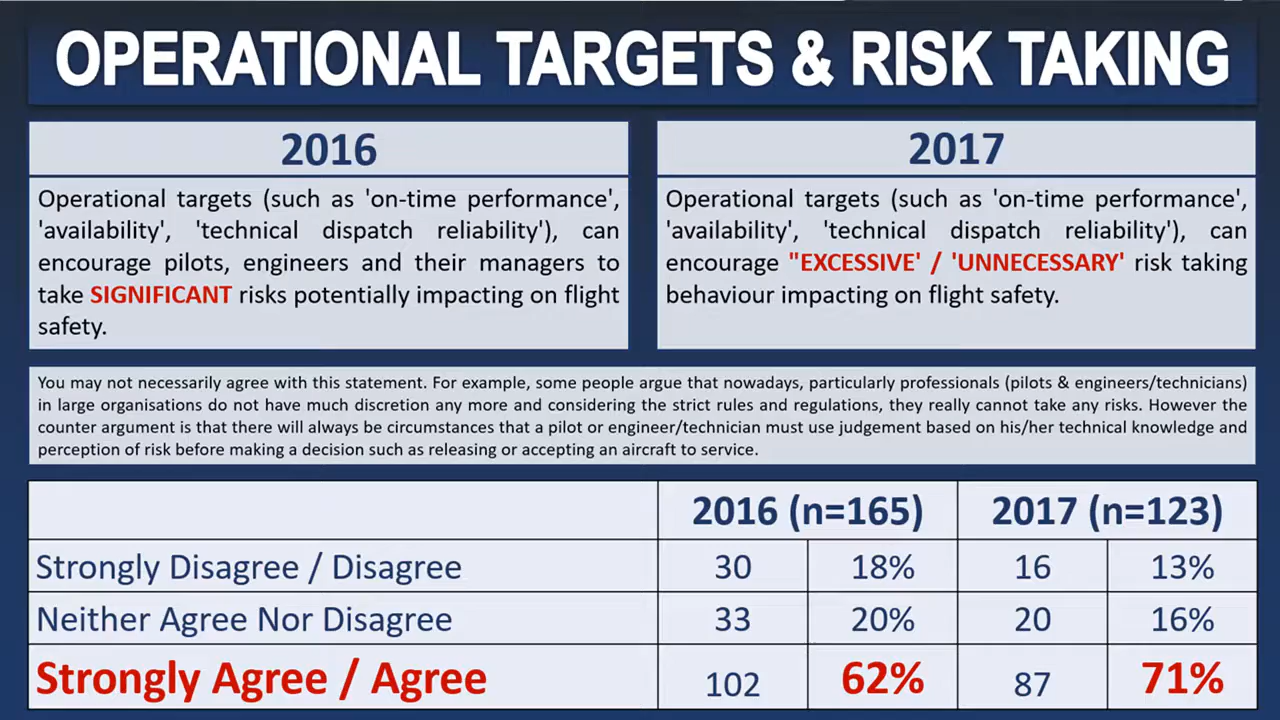 OPERATIONAL TARGETS & RISK TAKING
2016
Operational targets (such as 'on-time performance',
'availability', 'technical dispatch reliability'), can
encourage pilots, engineers and their managers to
take SIGNIFICANT risks potentially impacting on flight
safety.
2017
Operational targets (such as 'on-time performance',
'availability', 'technical dispatch reliability'), can
encourage "EXCESSIVE' / 'UNNECESSARY' risk taking
behaviour impacting on flight safety.
You may not necessarily agree with this statement. For example, some people argue that nowadays, particularly professionals (pilots & engineers/technicians)
in large organisations do not have much discretion any more and considering the strict rules and regulations, they really cannot take any risks. However the
counter argument is that there will always be circumstances that a pilot or engineer/technician must use judgement based on his/her technical knowledge and
perception of risk before making a decision such as releasing or accepting an aircraft to service.
2016 (n=165) 2017 (n=123)
Strongly Disagree / Disagree 30 18% 16 13%
Neither Agree Nor Disagree 33 20% 20 16%
Strongly Agree / Agree 102 62% 87 71%